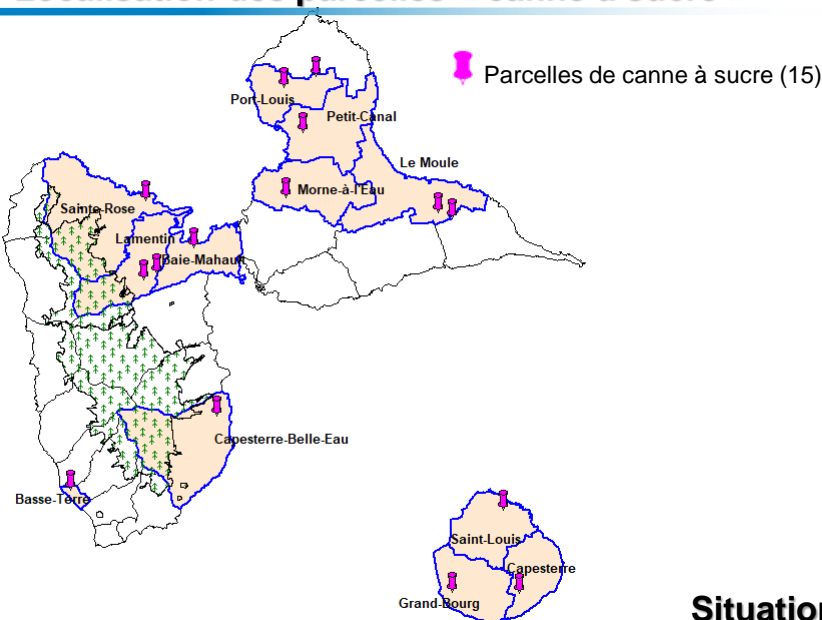 Parcelles de canne à sucre (15)
Port-Louis
Petit-Canal
Le Moule
Morne-à-l'Eau
Sainte-Rose
Lamentin
Baie-Mahault
Capesterre-Belle-Eau
Basse-Terre
Saint-Louis
Capesterre
Grand-Bourg
Situation